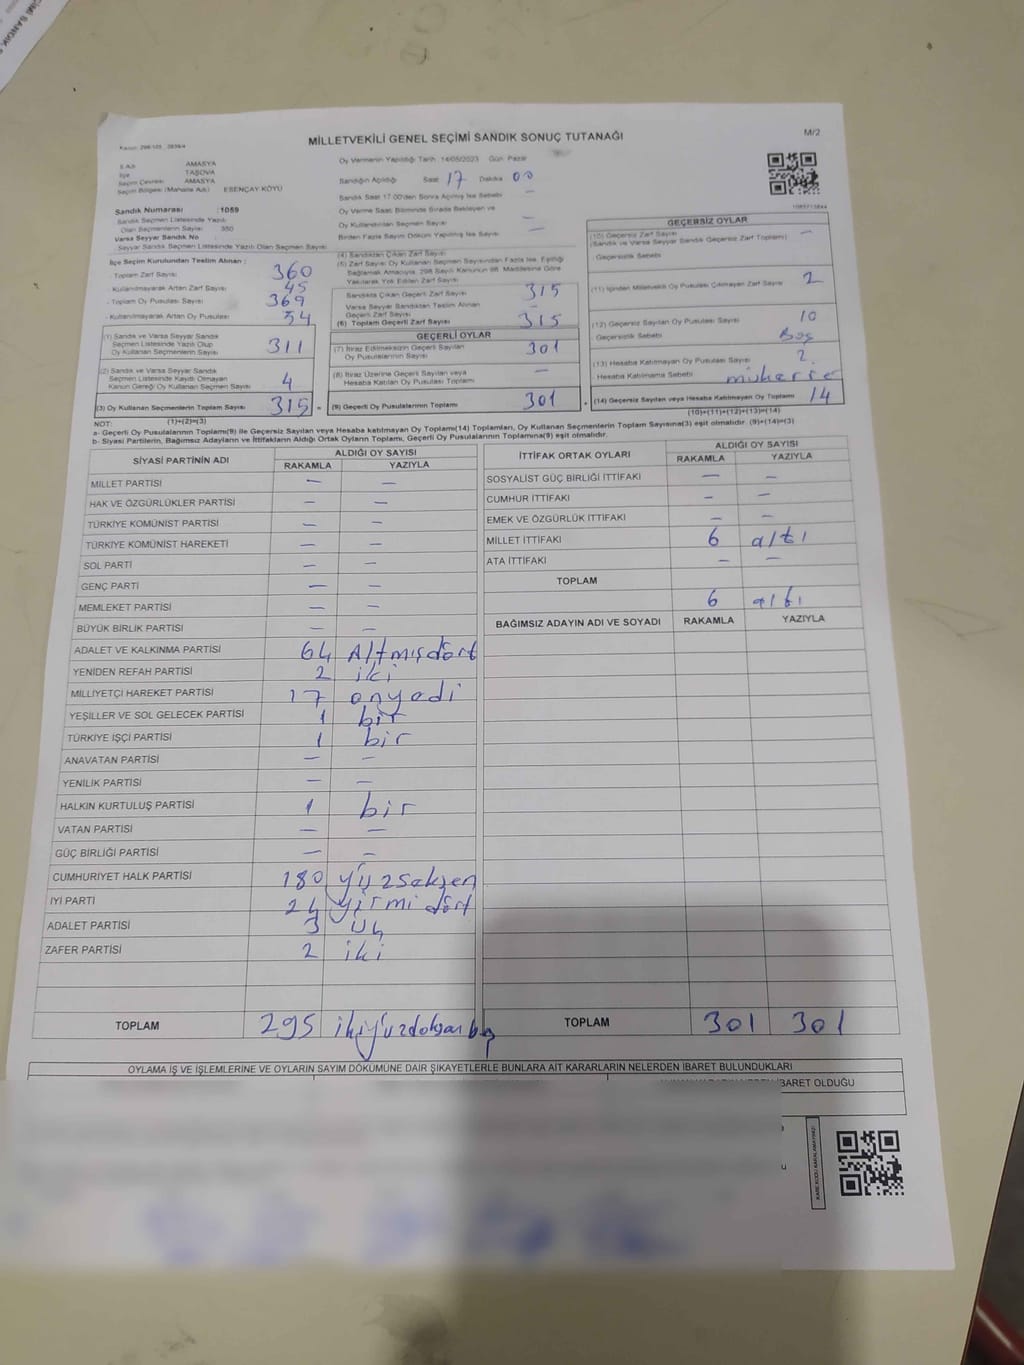 MİLLETVEKİLİ GENEL SEÇİMİ SANDIK SONUÇ TUTANAĞI
M/2
İli Adı AMASYA
İlçe TAŞOVA
Seçim Çevresi AMASYA
Seçim Bölgesi (Mahalle Adı) ESENÇAY KÖYÜ
Oy Vermenin Yapıldığı Tarih 14/05/2023 Gün Pazar
Sandığın Açıldığı Saat 17 Dakika 00
Sandık Saat 17.00'den Sonra Açılmış İse Sebebi —
Oy Verme Saati Bitiminde Sırada Bekleyen ve
Oy Kullandırılan Seçmen Sayısı —
Birden Fazla Sayım Döküm Yapılmış İse Sayısı —
Sandık Numarası :1059
Sandık Seçmen Listesinde Yazılı
Olan Seçmenlerin Sayısı 350
Varsa Seyyar Sandık No
Seyyar Sandık Seçmen Listesinde Yazılı Olan Seçmen Sayısı
İlçe Seçim Kurulundan Teslim Alınan :
- Toplam Zarf Sayısı 360
- Kullanılmayarak Artan Zarf Sayısı 45
- Toplam Oy Pusulası Sayısı 369
- Kullanılmayarak Artan Oy Pusulası 54
(1) Sandık ve Varsa Seyyar Sandık
Seçmen Listesinde Yazılı Olup
Oy Kullanan Seçmenlerin Sayısı 311
(2) Sandık ve Varsa Seyyar Sandık
Seçmen Listesinde Kayıtlı Olmayan
Kanun Gereği Oy Kullanan Seçmen Sayısı 4
(3) Oy Kullanan Seçmenlerin Toplam Sayısı 315
(1)+(2)=(3)
(4) Sandıktan Çıkan Zarf Sayısı
(5) Zarf Sayısı Oy Kullanan Seçmen Sayısından Fazla İse, Eşitliği
Sağlamak Amacıyla, 298 Sayılı Kanunun 98. Maddesine Göre
Yakılarak Yok Edilen Zarf Sayısı
Sandıkta Çıkan Geçerli Zarf Sayısı 315
Varsa Seyyar Sandıktan Teslim Alınan
Geçerli Zarf Sayısı —
(6) Toplam Geçerli Zarf Sayısı 315
GEÇERLİ OYLAR
(7) İtiraz Edilmeksizin Geçerli Sayılan
Oy Pusulalarının Sayısı 301
(8) İtiraz Üzerine Geçerli Sayılan veya
Hesaba Katılan Oy Pusulası Toplamı —
(9) Geçerli Oy Pusulalarının Toplamı 301
GEÇERSİZ OYLAR
(10) Geçersiz Zarf Sayısı
(Sandık ve Varsa Seyyar Sandık Geçersiz Zarf Toplamı) —
Geçersizlik Sebebi
(11) İçinden Milletvekili Oy Pusulası Çıkmayan Zarf Sayısı 2
(12) Geçersiz Sayılan Oy Pusulası Sayısı 10
Geçersizlik Sebebi Boş
(13) Hesaba Katılmayan Oy Pusulası Sayısı 2
Hesaba Katılmama Sebebi
(14) Geçersiz Sayılan veya Hesaba Katılmayan Oy Toplamı 14
(10)+(11)+(12)+(13)=(14)
NOT:
a- Geçerli Oy Pusulalarının Toplamı(9) ile Geçersiz Sayılan veya Hesaba katılmayan Oy Toplamı(14) Toplamları, Oy Kullanan Seçmenlerin Toplam Sayısına(3) eşit olmalıdır. (9)+(14)=(3)
b- Siyasi Partilerin, Bağımsız Adayların ve İttifakların Aldığı Ortak Oyların Toplamı, Geçerli Oy Pusulalarının Toplamına(9) eşit olmalıdır.
SİYASİ PARTİNİN ADI ALDIĞI OY SAYISI
RAKAMLA YAZIYLA
MİLLET PARTİSİ — —
HAK VE ÖZGÜRLÜKLER PARTİSİ — —
TÜRKİYE KOMÜNİST PARTİSİ — —
TÜRKİYE KOMÜNİST HAREKETİ — —
SOL PARTİ — —
GENÇ PARTİ — —
MEMLEKET PARTİSİ — —
BÜYÜK BİRLİK PARTİSİ — —
ADALET VE KALKINMA PARTİSİ 64 Altmışdört
YENİDEN REFAH PARTİSİ 2 iki
MİLLİYETÇİ HAREKET PARTİSİ 17 onyedi
YEŞİLLER VE SOL GELECEK PARTİSİ 1 bir
TÜRKİYE İŞÇİ PARTİSİ 1 bir
ANAVATAN PARTİSİ — —
YENİLİK PARTİSİ — —
HALKIN KURTULUŞ PARTİSİ 1 bir
VATAN PARTİSİ — —
GÜÇ BİRLİĞİ PARTİSİ — —
CUMHURİYET HALK PARTİSİ 180 yüzseksen
İYİ PARTİ 24 yirmi dört
ADALET PARTİSİ 3 üç
ZAFER PARTİSİ 2 iki
TOPLAM 295 ikiyüzdoksanbeş
İTTİFAK ORTAK OYLARI ALDIĞI OY SAYISI
RAKAMLA YAZIYLA
SOSYALİST GÜÇ BİRLİĞİ İTTİFAKI — —
CUMHUR İTTİFAKI — —
EMEK VE ÖZGÜRLÜK İTTİFAKI — —
MİLLET İTTİFAKI 6 altı
ATA İTTİFAKI — —
TOPLAM
6 altı
BAĞIMSIZ ADAYIN ADI VE SOYADI RAKAMLA YAZIYLA
TOPLAM 301 301
OYLAMA İŞ VE İŞLEMLERİNE VE OYLARIN SAYIM DÖKÜMÜNE DAİR ŞİKAYETLERLE BUNLARA AİT KARARLARIN NELERDEN İBARET BULUNDUKLARI
İBARET OLDUĞU